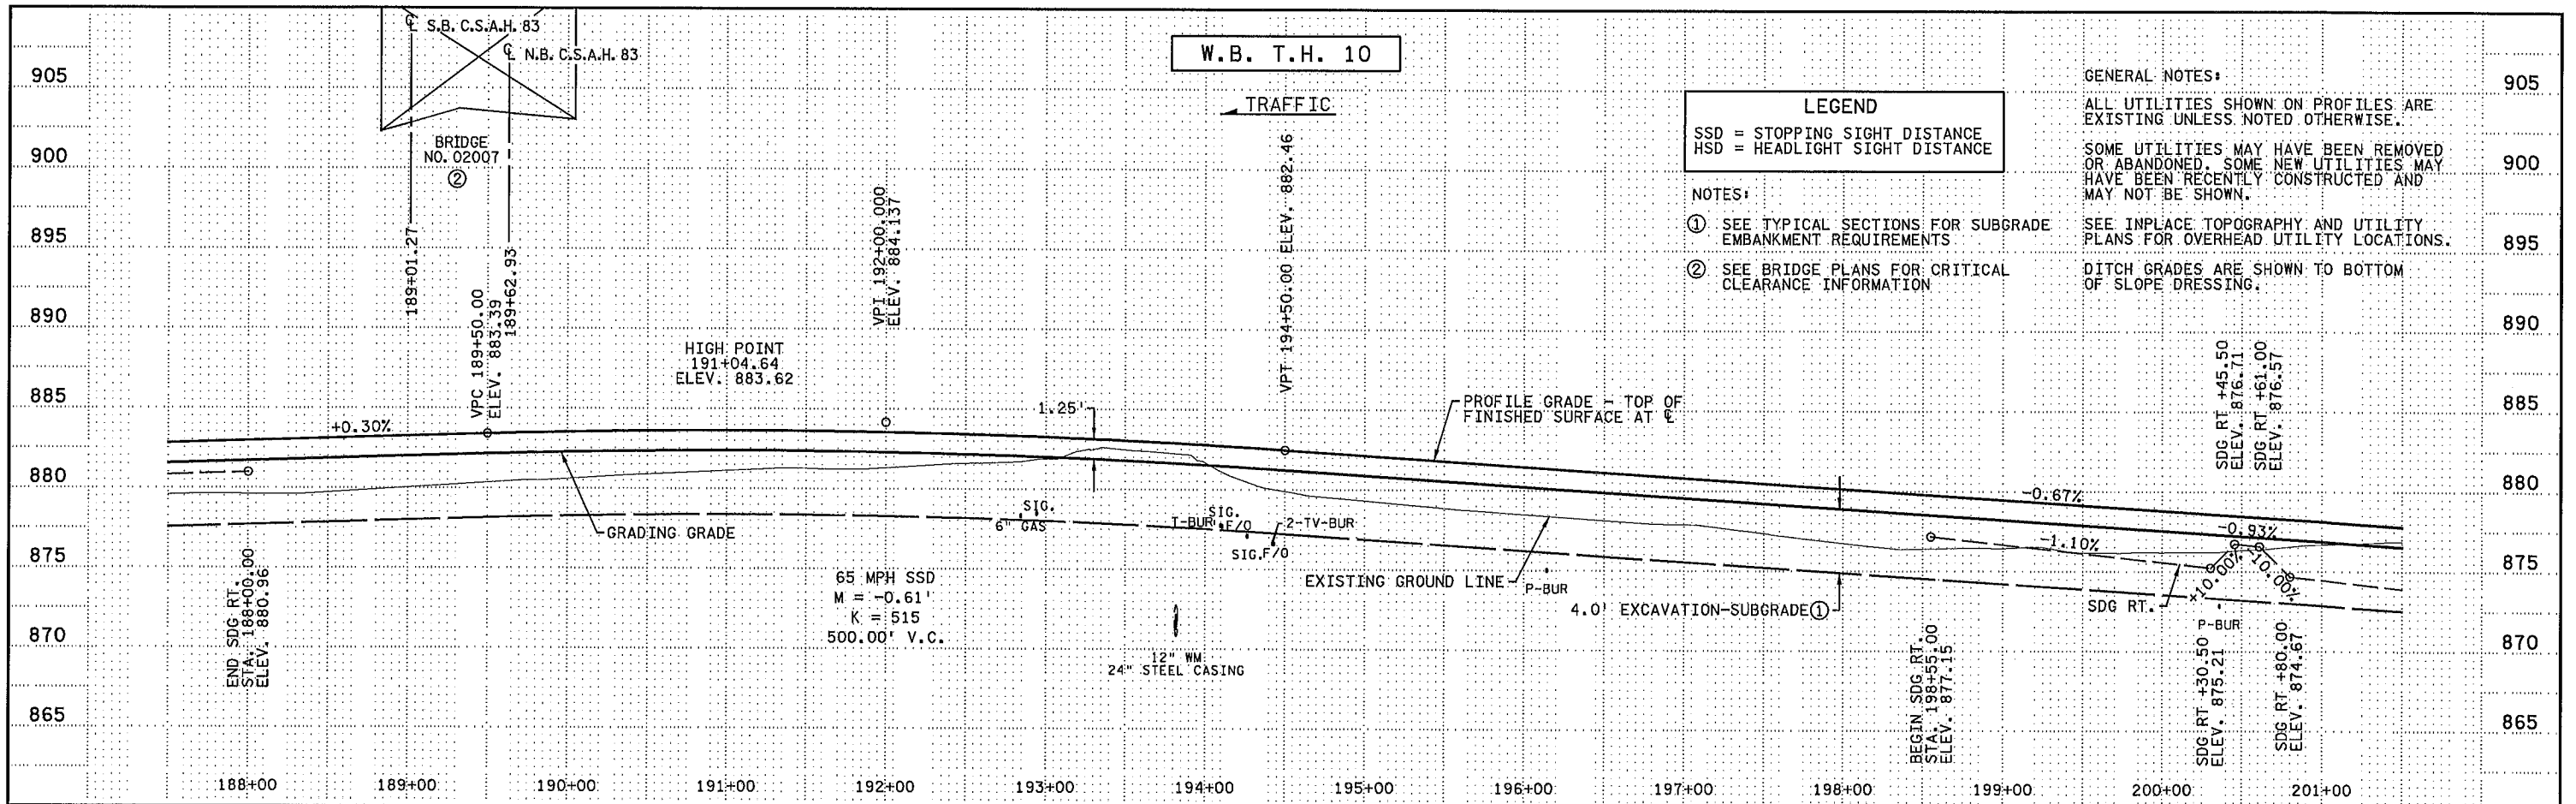 ℄ S.B. C.S.A.H. 83
℄ N.B. C.S.A.H. 83
W.B. T.H. 10
TRAFFIC
BRIDGE
NO. 02007
②
189+01.27
VPC 189+50.00
ELEV. 883.39
189+62.93
HIGH POINT
191+04.64
ELEV. 883.62
VPI 192+00.000
ELEV. 884.137
VPT 194+50.00 ELEV. 882.46
LEGEND
SSD = STOPPING SIGHT DISTANCE
HSD = HEADLIGHT SIGHT DISTANCE
NOTES:
① SEE TYPICAL SECTIONS FOR SUBGRADE
EMBANKMENT REQUIREMENTS
② SEE BRIDGE PLANS FOR CRITICAL
CLEARANCE INFORMATION
GENERAL NOTES:
ALL UTILITIES SHOWN ON PROFILES ARE
EXISTING UNLESS NOTED OTHERWISE.
SOME UTILITIES MAY HAVE BEEN REMOVED
OR ABANDONED. SOME NEW UTILITIES MAY
HAVE BEEN RECENTLY CONSTRUCTED AND
MAY NOT BE SHOWN.
SEE INPLACE TOPOGRAPHY AND UTILITY
PLANS FOR OVERHEAD UTILITY LOCATIONS.
DITCH GRADES ARE SHOWN TO BOTTOM
OF SLOPE DRESSING.
905
900
895
890
885
880
875
870
865
905
900
895
890
885
880
875
870
865
+0.30%
1.25'
PROFILE GRADE - TOP OF
FINISHED SURFACE AT ℄
-0.67%
-0.93%
-1.10%
+10.00%
-10.00%
GRADING GRADE
SIG.
6" GAS
SIG.
T-BUR
F/O
2-TV-BUR
SIG.
F/O
EXISTING GROUND LINE
P-BUR
4.0' EXCAVATION-SUBGRADE ①
SDG RT.
P-BUR
65 MPH SSD
M = -0.61'
K = 515
500.00' V.C.
12" WM
24" STEEL CASING
END SDG RT.
STA. 188+00.00
ELEV. 880.96
BEGIN SDG RT.
STA. 198+55.00
ELEV. 877.15
SDG RT +45.50
ELEV. 876.71
SDG RT +61.00
ELEV. 876.57
SDG RT +30.50
ELEV. 875.21
SDG RT +80.00
ELEV. 874.67
188+00
189+00
190+00
191+00
192+00
193+00
194+00
195+00
196+00
197+00
198+00
199+00
200+00
201+00